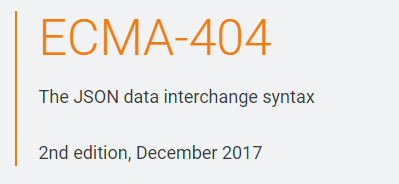 ECMA-404
The JSON data interchange syntax
2nd edition, December 2017